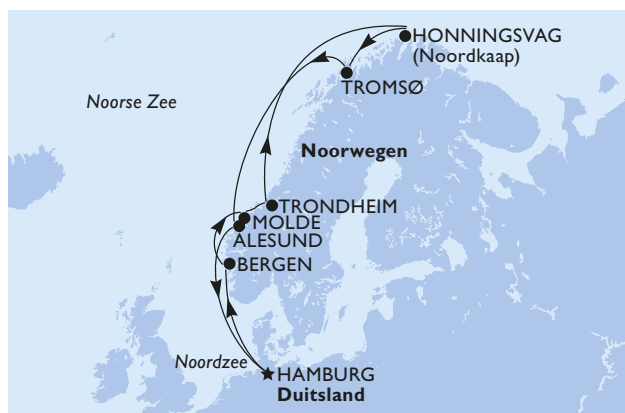 HONNINGSVAG
(Noordkaap)
TROMSØ
Noorse Zee
Noorwegen
TRONDHEIM
MOLDE
ALESUND
BERGEN
Noordzee
HAMBURG
Duitsland